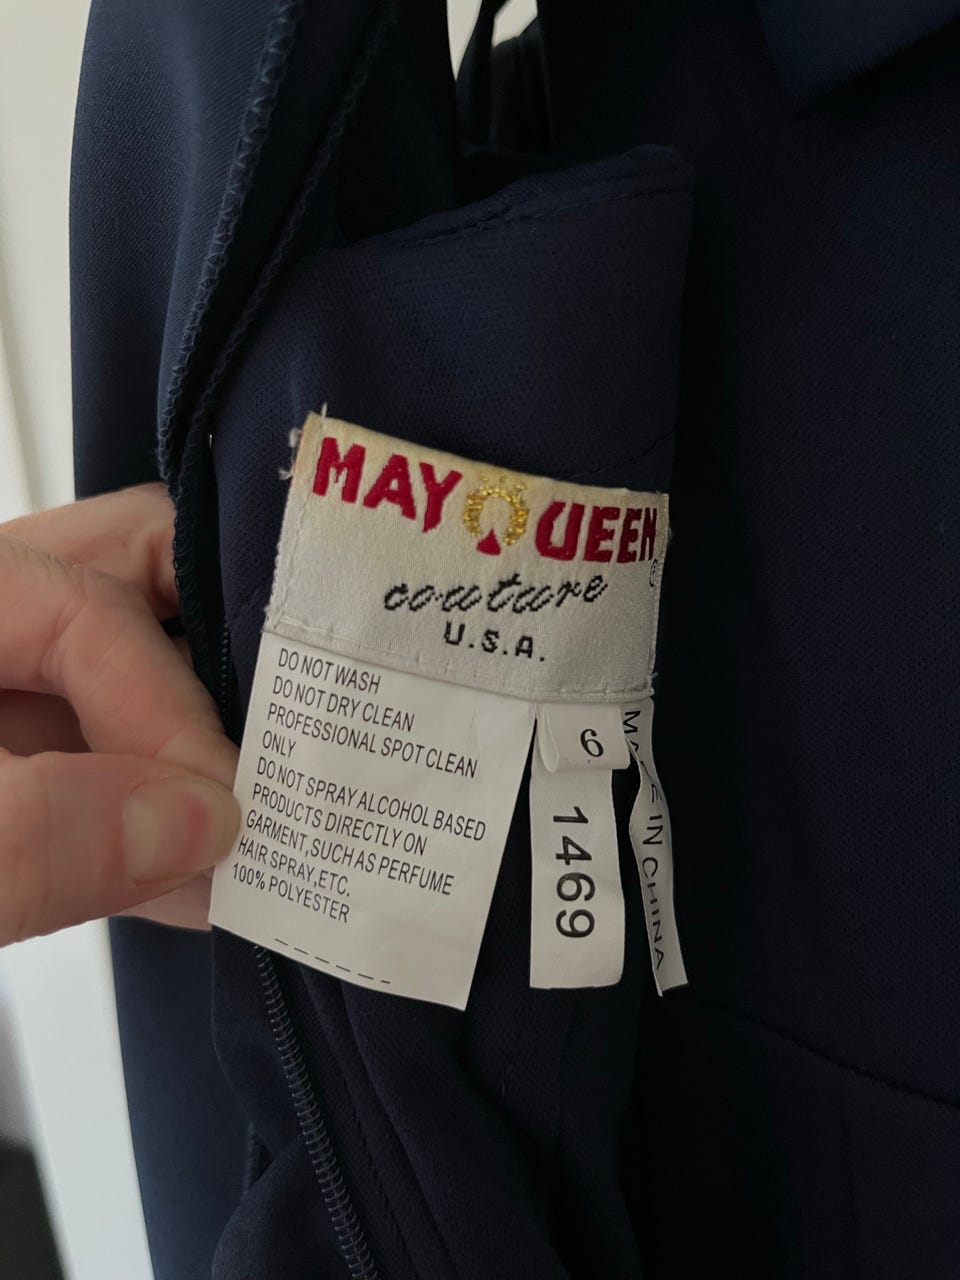 MAY QUEEN
couture
U.S.A.
DO NOT WASH
DO NOT DRY CLEAN
PROFESSIONAL SPOT CLEAN
ONLY
DO NOT SPRAY ALCOHOL BASED
PRODUCTS DIRECTLY ON
GARMENT,SUCH AS PERFUME
HAIR SPRAY,ETC.
100% POLYESTER
6
1469
MADE IN CHINA